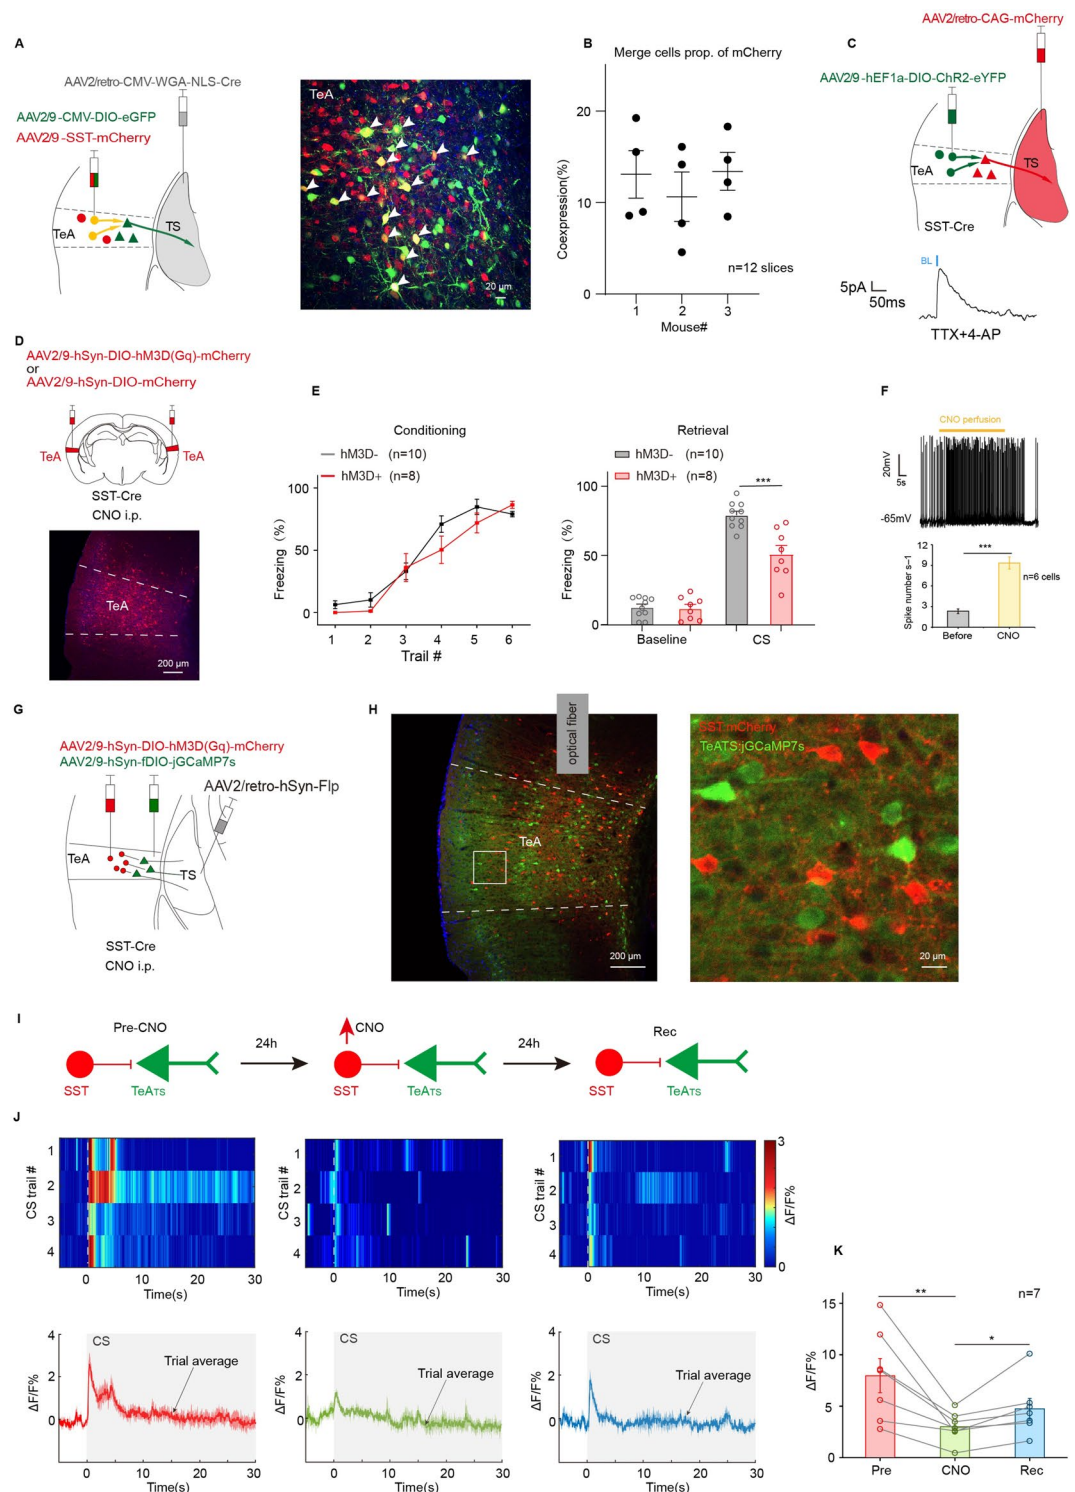 A
AAV2/retro-CMV-WGA-NLS-Cre
AAV2/9-CMV-DIO-eGFP
AAV2/9-SST-mCherry
TeA
TS
TeA
20 μm
B
Merge cells prop. of mCherry
Coexpression(%)
20
10
0
n=12 slices
1 2 3
Mouse#
AAV2/retro-CAG-mCherry
C
AAV2/9-hEF1a-DIO-ChR2-eYFP
TeA
TS
SST-Cre
BL
5pA
50ms
TTX+4-AP
D
AAV2/9-hSyn-DIO-hM3D(Gq)-mCherry
or
AAV2/9-hSyn-DIO-mCherry
TeA
TeA
SST-Cre
CNO i.p.
TeA
200 μm
E
Conditioning
hM3D- (n=10)
hM3D+ (n=8)
Freezing (%)
100
50
0
1 2 3 4 5 6
Trail #
Retrieval
hM3D- (n=10)
hM3D+ (n=8)
***
Freezing (%)
100
50
0
Baseline CS
F
CNO perfusion
20mV
5s
-65mV
***
Spike number s–1
12
9
6
3
0
n=6 cells
Before CNO
G
AAV2/9-hSyn-DIO-hM3D(Gq)-mCherry
AAV2/9-hSyn-fDIO-jGCaMP7s
AAV2/retro-hSyn-Flp
TeA
TS
SST-Cre
CNO i.p.
H
optical fiber
TeA
200 μm
SST:mCherry
TeATS:jGCaMP7s
20 μm
I
Pre-CNO
24h
CNO
24h
Rec
SST TeATS
SST TeATS
SST TeATS
J
CS trail #
1
2
3
4
0 10 20 30
Time(s)
CS trail #
1
2
3
4
0 10 20 30
Time(s)
1
2
3
4
0 10 20 30
Time(s)
3
0
ΔF/F%
4
2
0
ΔF/F%
CS
Trial average
0 10 20 30
Time(s)
4
2
0
ΔF/F%
CS
Trial average
0 10 20 30
Time(s)
4
2
0
ΔF/F%
CS
Trial average
0 10 20 30
Time(s)
K
**
n=7
*
ΔF/F%
15
10
5
0
Pre CNO Rec